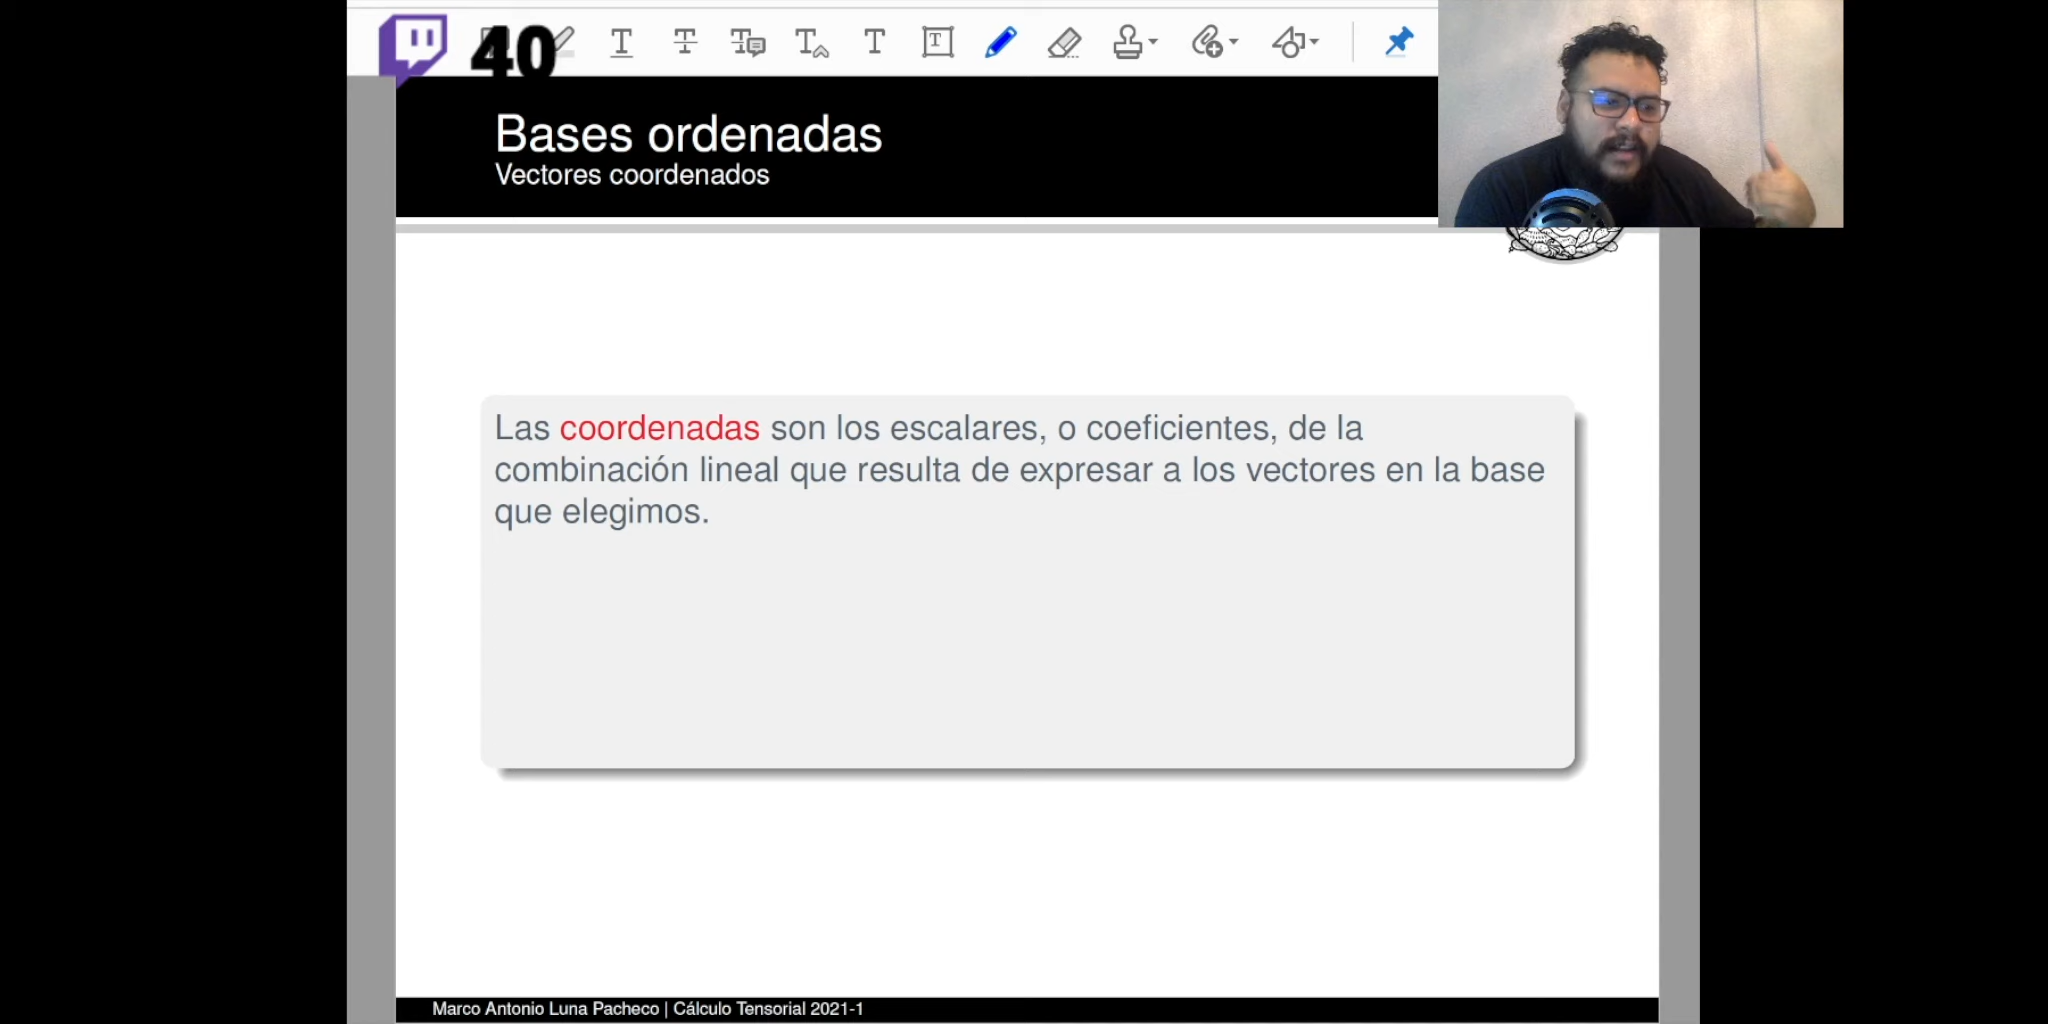 40
Bases ordenadas
Vectores coordenados
Las coordenadas son los escalares, o coeficientes, de la
combinación lineal que resulta de expresar a los vectores en la base
que elegimos.
Marco Antonio Luna Pacheco | Cálculo Tensorial 2021-1